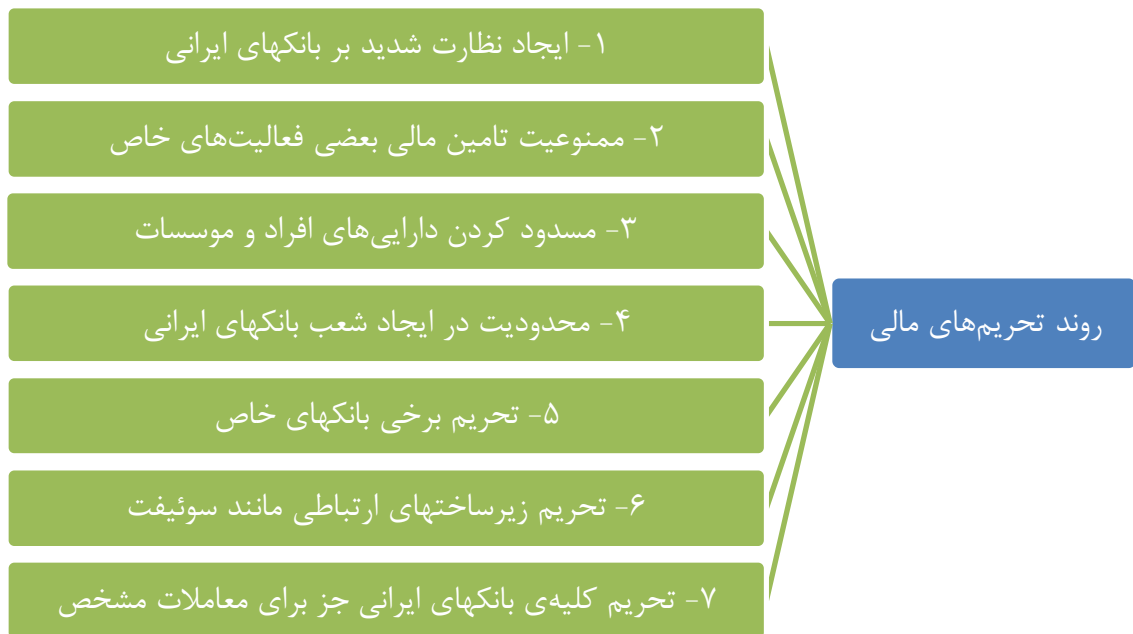 روند تحریم‌های مالی
۱- ایجاد نظارت شدید بر بانکهای ایرانی
۲- ممنوعیت تامین مالی بعضی فعالیت‌های خاص
۳- مسدود کردن دارایی‌های افراد و موسسات
۴- محدودیت در ایجاد شعب بانکهای ایرانی
۵- تحریم برخی بانکهای خاص
۶- تحریم زیرساختهای ارتباطی مانند سوئیفت
۷- تحریم کلیه‌ی بانکهای ایرانی جز برای معاملات مشخص